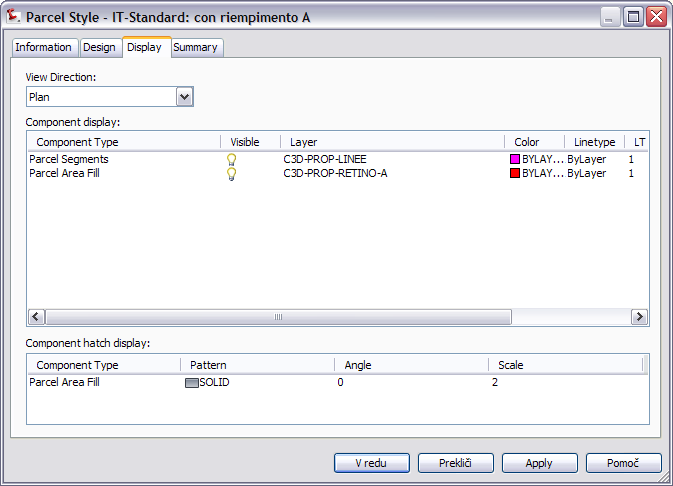 Parcel Style - IT-Standard: con riempimento A
Information Design Display Summary
View Direction:
Plan
Component display:
Component Type Visible Layer Color Linetype LT
Parcel Segments C3D-PROP-LINEE BYLAY... ByLayer 1
Parcel Area Fill C3D-PROP-RETINO-A BYLAY... ByLayer 1
Component hatch display:
Component Type Pattern Angle Scale
Parcel Area Fill SOLID 0 2
V redu Prekliči Apply Pomoč